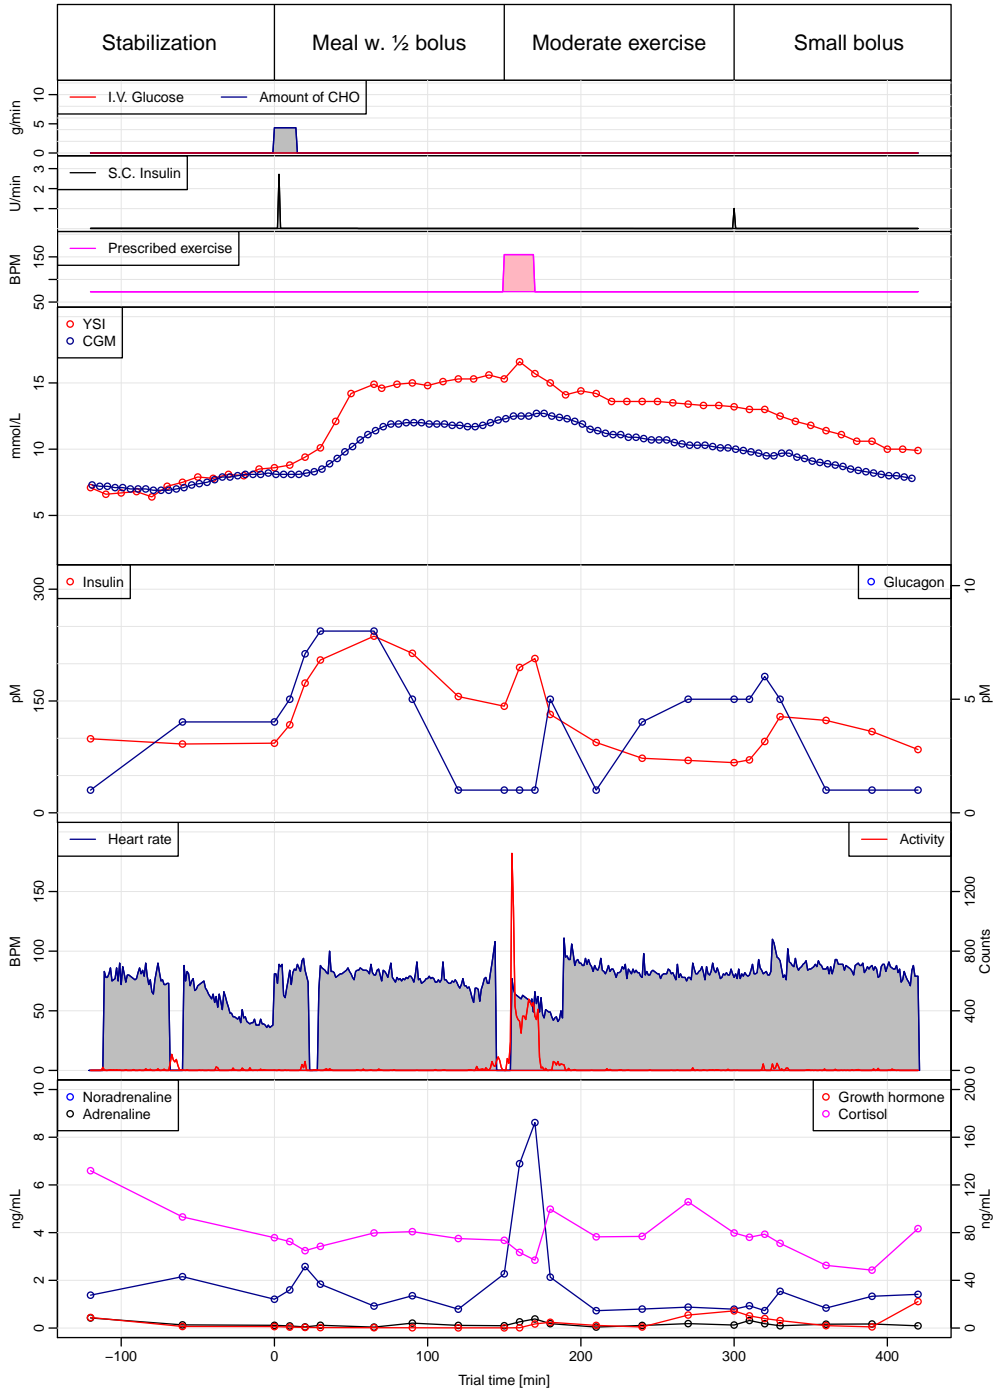 Stabilization Meal w. ½ bolus Moderate exercise Small bolus
I.V. Glucose Amount of CHO
g/min
0 5 10
S.C. Insulin
U/min
1 2 3
Prescribed exercise
BPM
50 150
YSI
CGM
mmol/L
5 10 15
Insulin Glucagon
pM
0 150 300
pM
0 5 10
Heart rate Activity
BPM
0 50 100 150
Counts
0 400 800 1200
Noradrenaline Growth hormone
Adrenaline Cortisol
ng/mL
0 2 4 6 8 10
ng/mL
0 40 80 120 160 200
−100 0 100 200 300 400
Trial time [min]